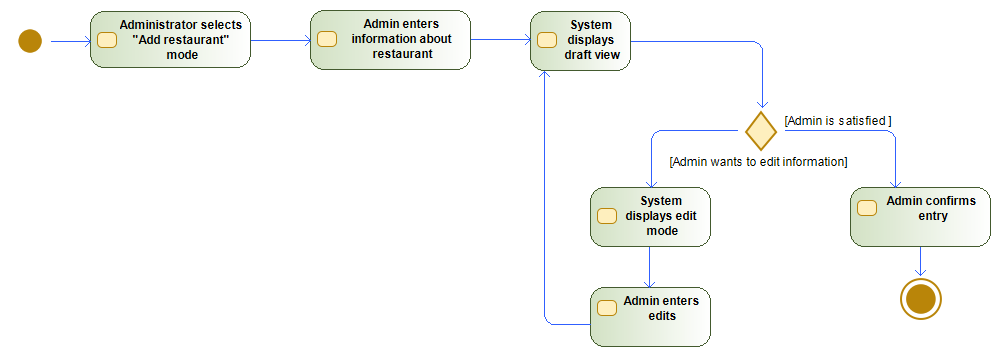 Administrator selects
"Add restaurant"
mode
Admin enters
information about
restaurant
System
displays
draft view
[Admin is satisfied ]
[Admin wants to edit information]
System
displays edit
mode
Admin confirms
entry
Admin enters
edits